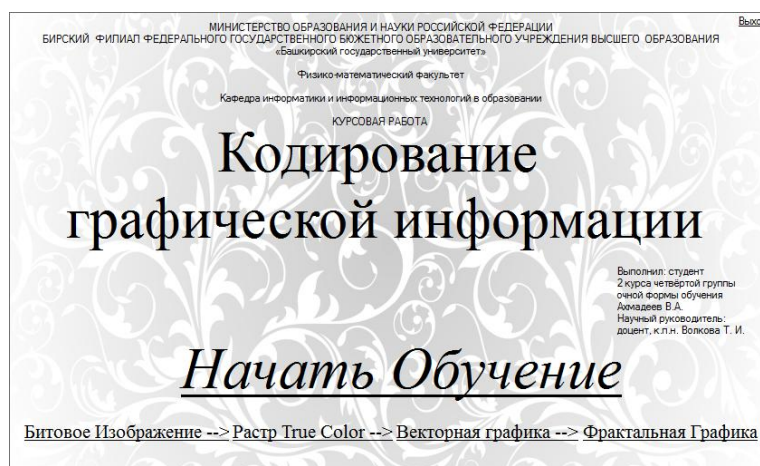 Выхо
МИНИСТЕРСТВО ОБРАЗОВАНИЯ И НАУКИ РОССИЙСКОЙ ФЕДЕРАЦИИ
БИРСКИЙ ФИЛИАЛ ФЕДЕРАЛЬНОГО ГОСУДАРСТВЕННОГО БЮЖЕТНОГО ОБРАЗОВАТЕЛЬНОГО УЧРЕЖДЕНИЯ ВЫСШЕГО ОБРАЗОВАНИЯ
«Башкирский государственный университет»
Физико-математический факультет
Кафедра информатики и информационных технологий в образовании
КУРСОВАЯ РАБОТА
Кодирование
графической информации
Выполнил: студент
2 курса четвёртой группы
очной формы обучения
Ахмадеев В.А.
Научный руководитель:
доцент, к.п.н. Волкова Т. И.
Начать Обучение
Битовое Изображение --> Растр True Color --> Векторная графика --> Фрактальная Графика